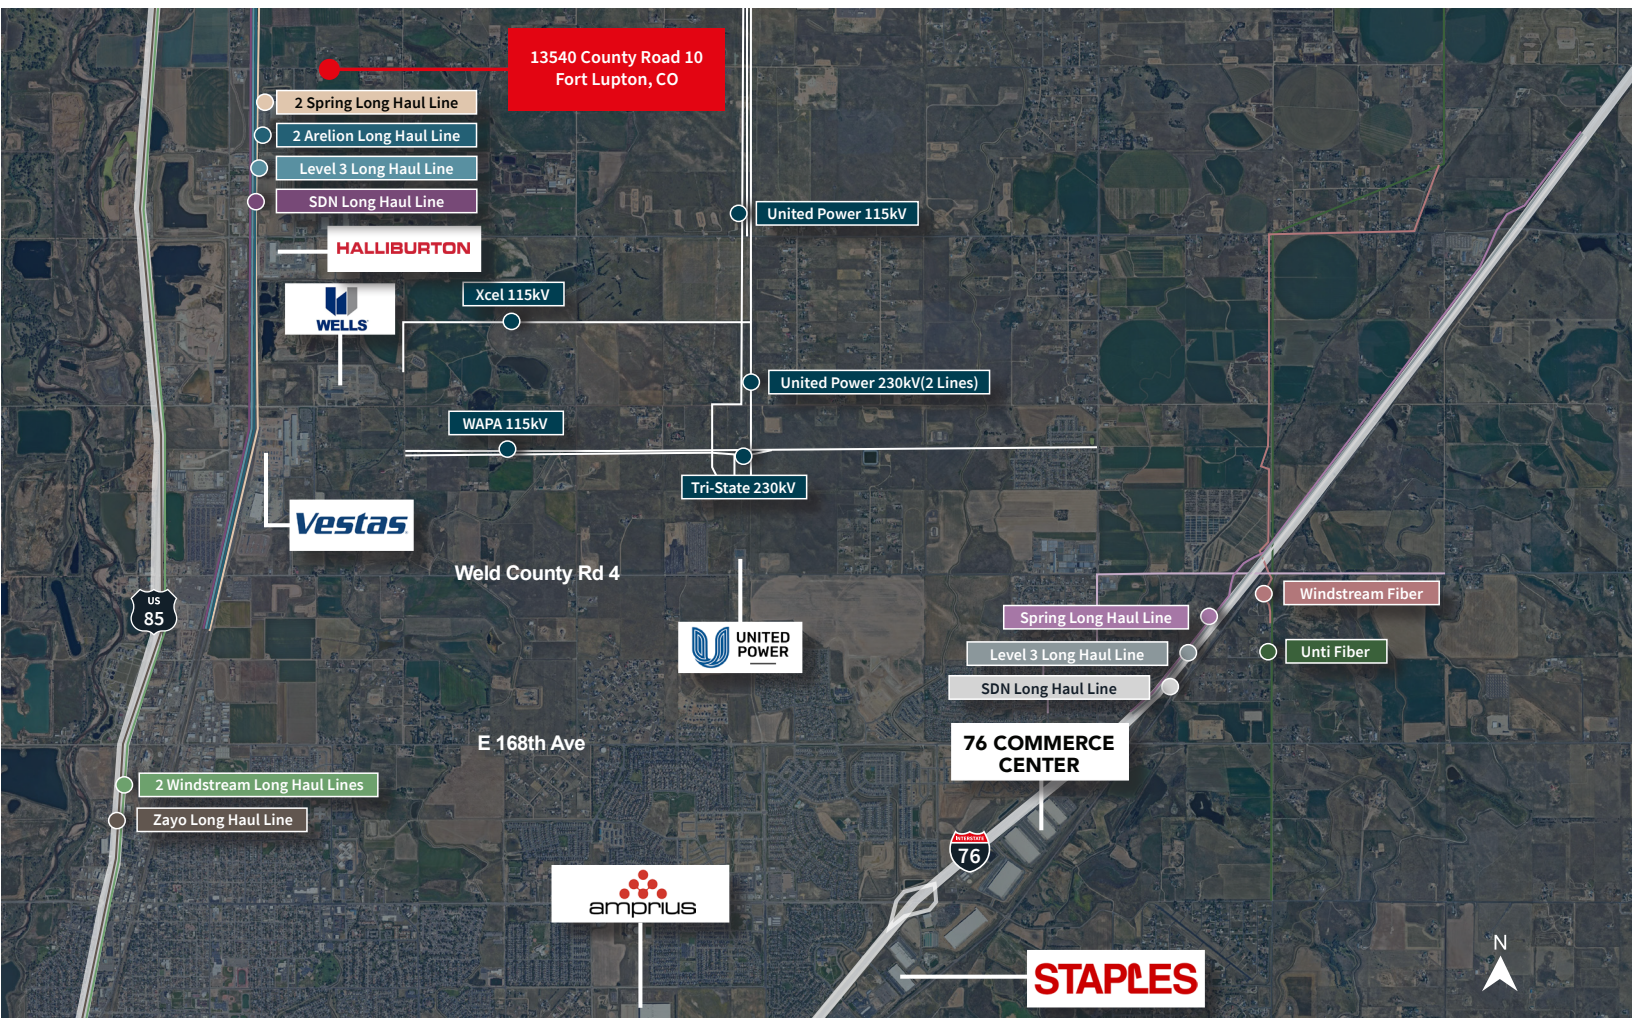 13540 County Road 10
Fort Lupton, CO
2 Spring Long Haul Line
2 Arelion Long Haul Line
Level 3 Long Haul Line
SDN Long Haul Line
HALLIBURTON
WELLS
United Power 115kV
Xcel 115kV
United Power 230kV(2 Lines)
WAPA 115kV
Tri-State 230kV
Vestas
Weld County Rd 4
US
85
UNITED
POWER
Windstream Fiber
Spring Long Haul Line
Level 3 Long Haul Line
Unti Fiber
SDN Long Haul Line
76 COMMERCE
CENTER
E 168th Ave
2 Windstream Long Haul Lines
Zayo Long Haul Line
INTERSTATE
76
amprius
STAPLES
N